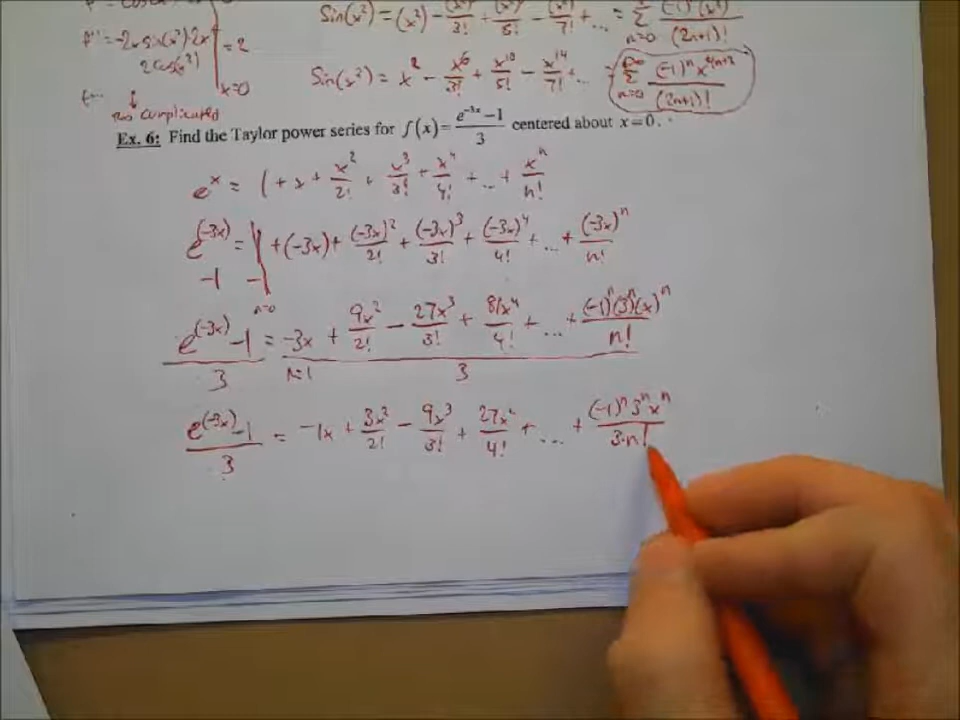 Sin(x²) = (x²) - (x²)³/3! + (x²)⁵/5! - (x²)⁷/7! + ... = Σ n=0 (-1)ⁿ(x²)/(2n+1)!
f'' = -2x sin(x²)·2x + 2cos(x²) | x=0 = 2
Sin(x²) = x² - x⁶/3! + x¹⁰/5! - x¹⁴/7! + ... = Σ n=0 ∞ (-1)ⁿ x⁴ⁿ⁺²/(2n+1)!
too complicated
Ex. 6: Find the Taylor power series for f(x) = (e⁻³ˣ - 1)/3 centered about x = 0.
eˣ = 1 + x + x²/2! + x³/3! + x⁴/4! + ... + xⁿ/n!
e^(-3x) = 1 + (-3x) + (-3x)²/2! + (-3x)³/3! + (-3x)⁴/4! + ... + (-3x)ⁿ/n!
-1 -1
n=0
(e^(-3x) - 1)/3 = (-3x + 9x²/2! - 27x³/3! + 81x⁴/4! + ... + (-1)ⁿ(3)ⁿ(x)ⁿ/n!)/3
n=1
(e^(-3x) - 1)/3 = -1x + 3x²/2! - 9x³/3! + 27x⁴/4! + ... + (-1)ⁿ3ⁿxⁿ/3·n!